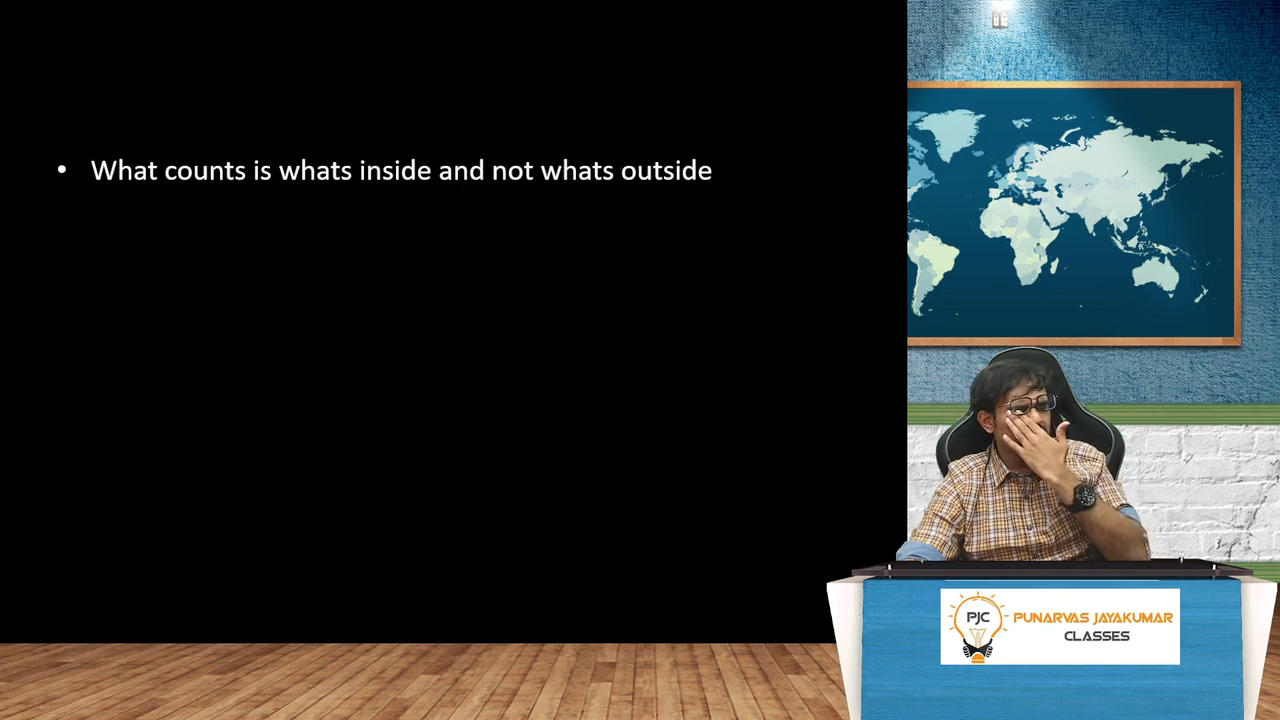 • What counts is whats inside and not whats outside
PJC
PUNARVAS JAYAKUMAR
CLASSES